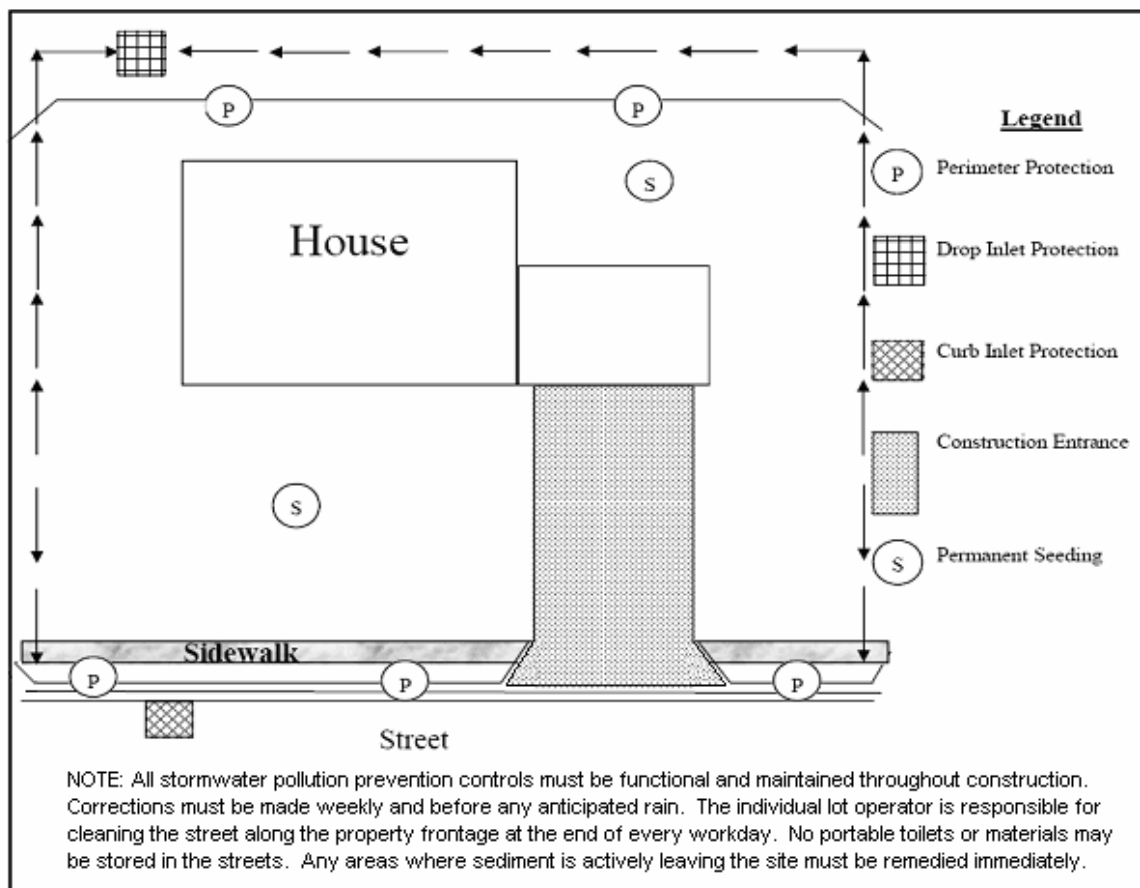 P
P
Legend
P Perimeter Protection
S
House
Drop Inlet Protection
Curb Inlet Protection
Construction Entrance
S
S Permanent Seeding
Sidewalk
P
P
P
Street
NOTE: All stormwater pollution prevention controls must be functional and maintained throughout construction.
Corrections must be made weekly and before any anticipated rain. The individual lot operator is responsible for
cleaning the street along the property frontage at the end of every workday. No portable toilets or materials may
be stored in the streets. Any areas where sediment is actively leaving the site must be remedied immediately.